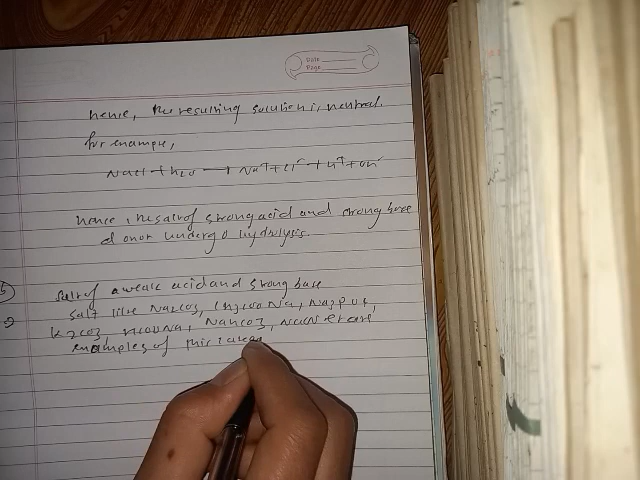 Date
Page
hence, the resulting solution is neutral.
for example,
NaCl + H2O → Na+ + Cl- + H+ + OH-
hence, the salt of strong acid and strong base
do not undergo hydrolysis.
5
Salt of a weak acid and strong base
→ salt like Na2CO3, CH3COONa, Na3PO4,
K2CO3, HCOONa, NaHCO3, NaCN etc are
examples of this